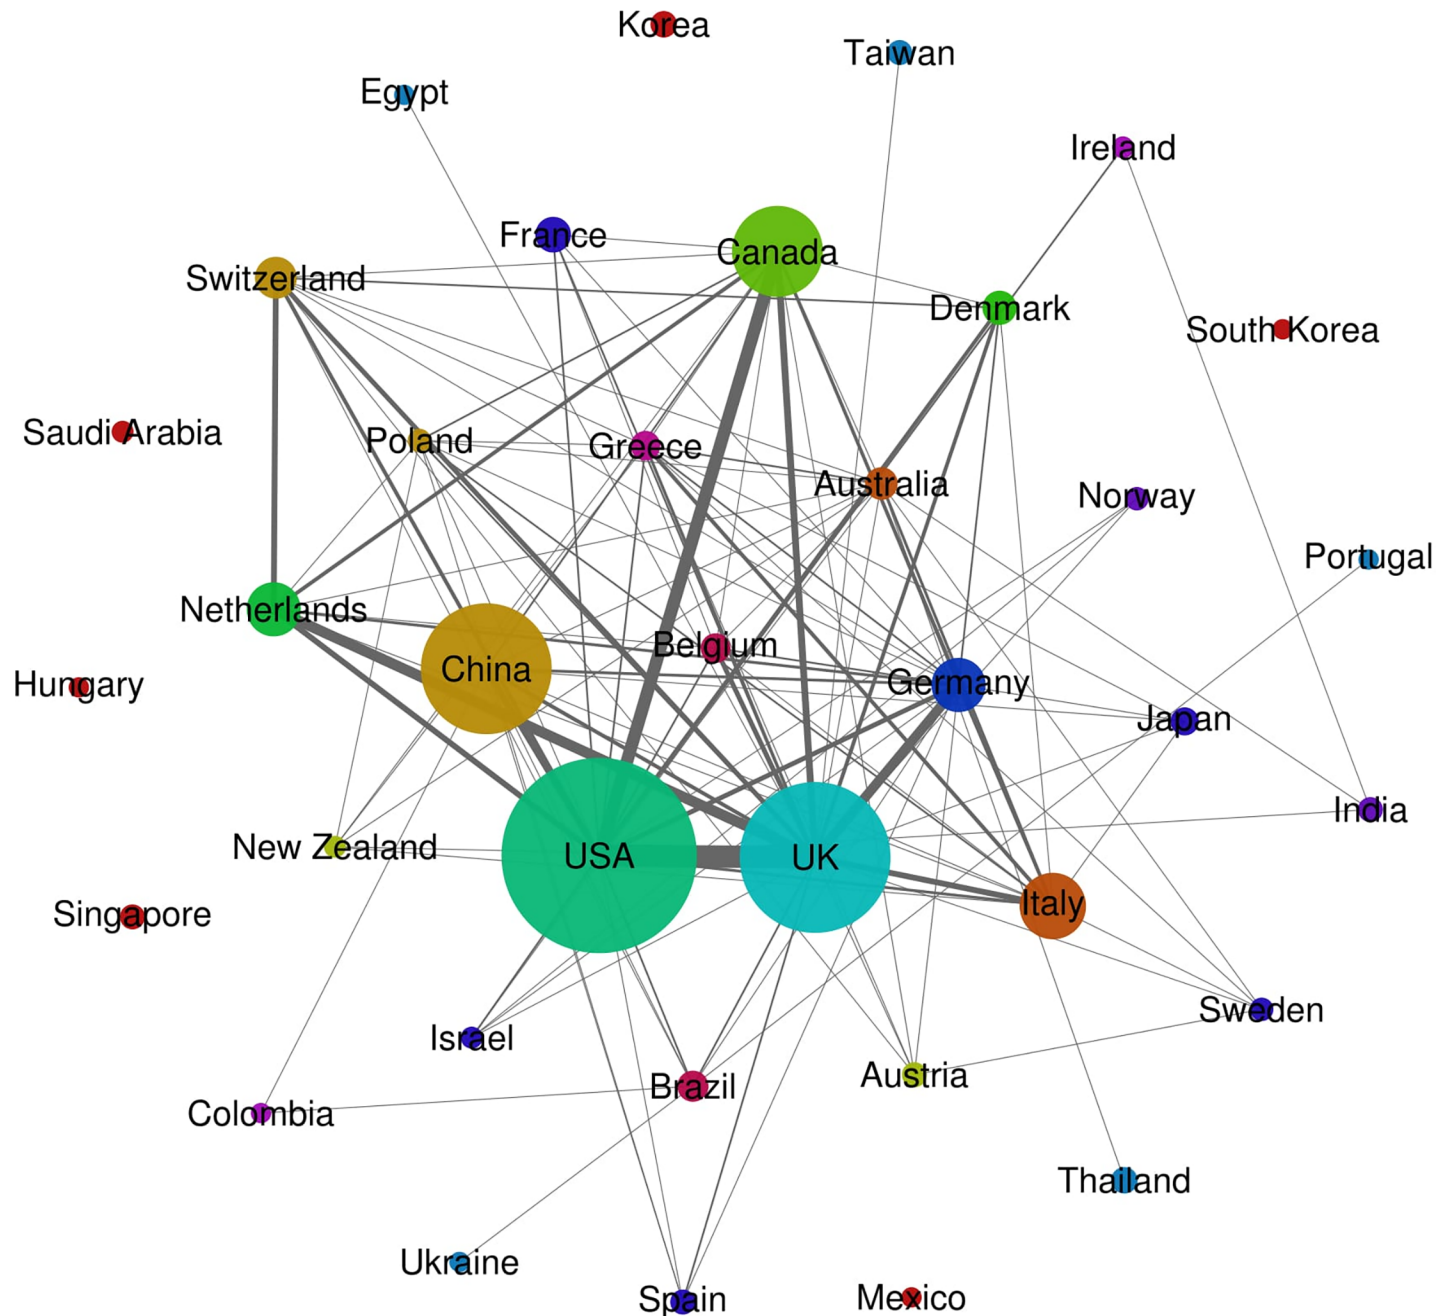 Korea
Taiwan
Egypt
Ireland
France
Canada
Switzerland
Denmark
South Korea
Saudi Arabia
Poland
Greece
Australia
Norway
Portugal
Netherlands
Belgium
China
Germany
Hungary
Japan
India
New Zealand
USA
UK
Italy
Singapore
Sweden
Israel
Austria
Brazil
Colombia
Thailand
Ukraine
Mexico
Spain